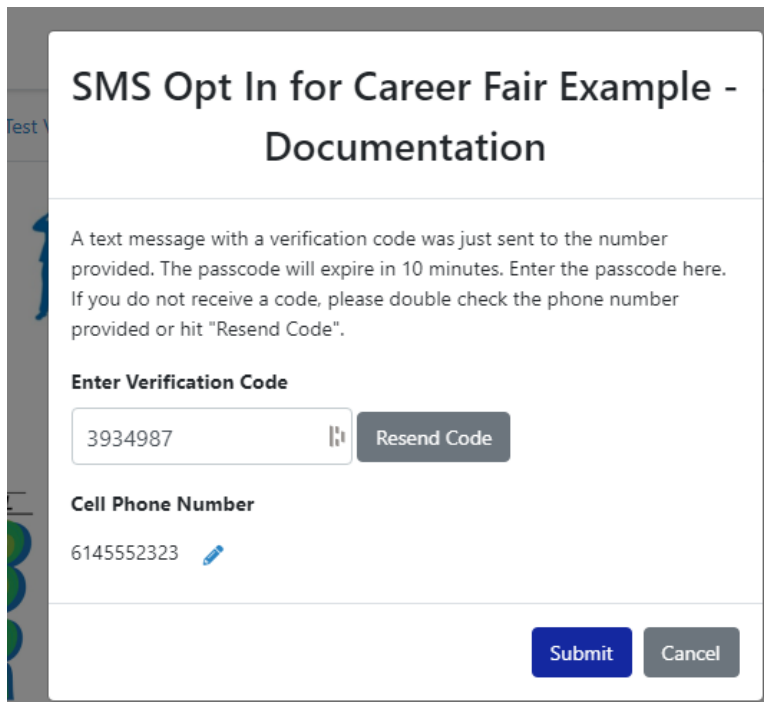 SMS Opt In for Career Fair Example -
Documentation
Test
A text message with a verification code was just sent to the number
provided. The passcode will expire in 10 minutes. Enter the passcode here.
If you do not receive a code, please double check the phone number
provided or hit "Resend Code".
Enter Verification Code
3934987
Resend Code
Cell Phone Number
6145552323
Submit
Cancel